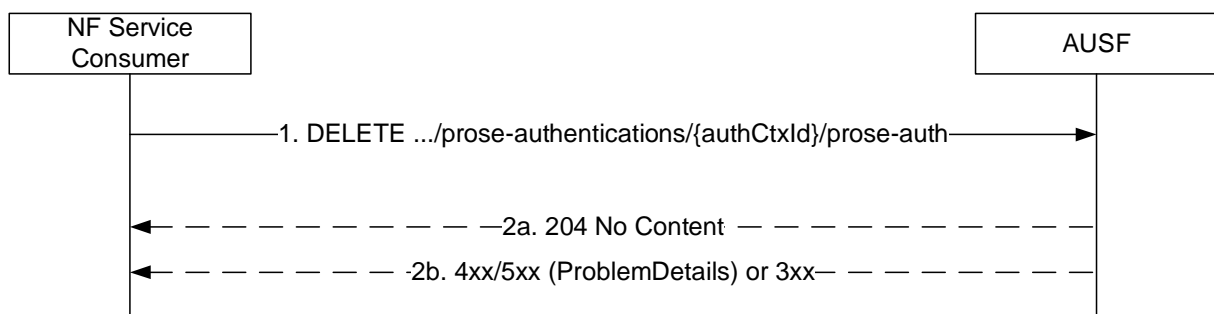 NF Service
Consumer
AUSF
1. DELETE .../prose-authentications/{authCtxId}/prose-auth
2a. 204 No Content
2b. 4xx/5xx (ProblemDetails) or 3xx